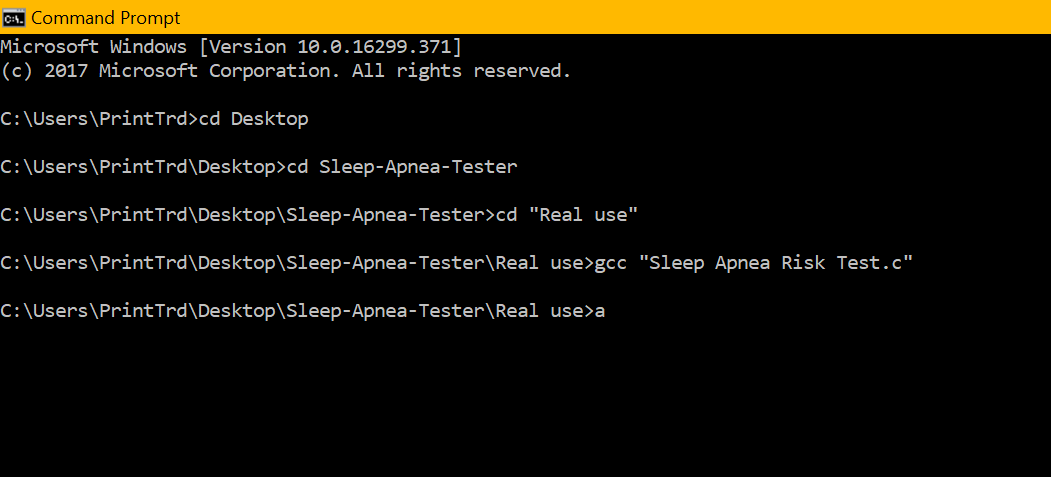 Command Prompt
Microsoft Windows [Version 10.0.16299.371]
(c) 2017 Microsoft Corporation. All rights reserved.
C:\Users\PrintTrd>cd Desktop
C:\Users\PrintTrd\Desktop>cd Sleep-Apnea-Tester
C:\Users\PrintTrd\Desktop\Sleep-Apnea-Tester>cd "Real use"
C:\Users\PrintTrd\Desktop\Sleep-Apnea-Tester\Real use>gcc "Sleep Apnea Risk Test.c"
C:\Users\PrintTrd\Desktop\Sleep-Apnea-Tester\Real use>a